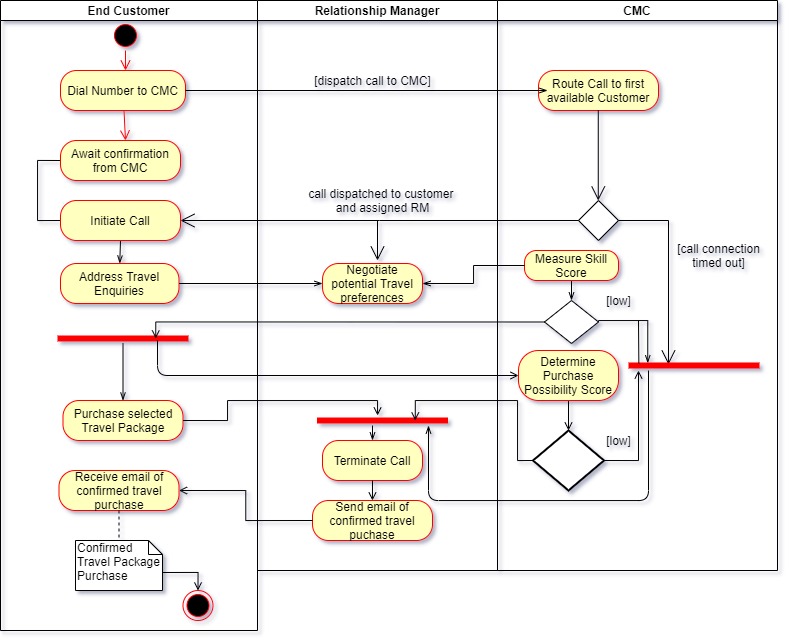 End Customer
Relationship Manager
CMC
Dial Number to CMC
[dispatch call to CMC]
Route Call to first
available Customer
Await confirmation
from CMC
call dispatched to customer
and assigned RM
Initiate Call
[call connection
timed out]
Address Travel
Enquiries
Negotiate
potential Travel
preferences
Measure Skill
Score
[low]
Determine
Purchase
Possibility Score
Purchase selected
Travel Package
[low]
Terminate Call
Receive email of
confirmed travel
purchase
Send email of
confirmed travel
puchase
Confirmed
Travel Package
Purchase